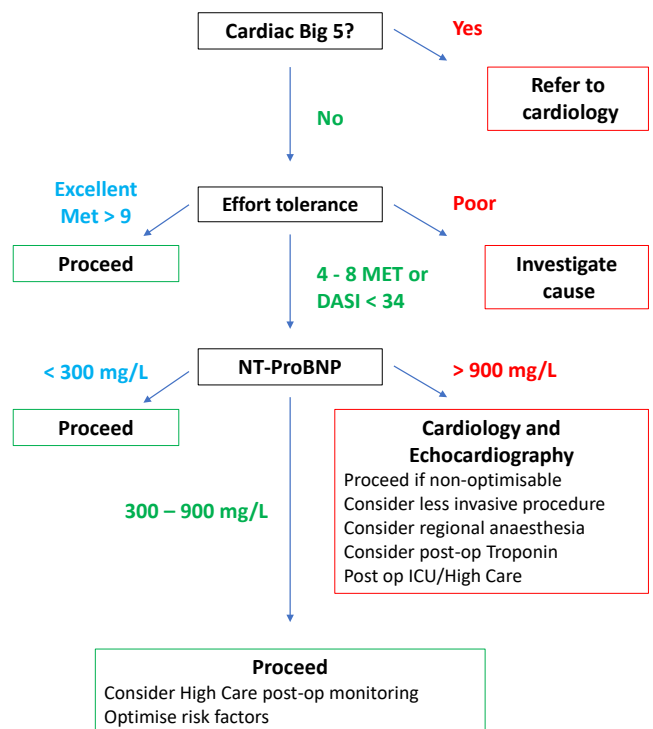 Cardiac Big 5?
Yes
Refer to
cardiology
No
Excellent
Met > 9
Effort tolerance
Poor
Proceed
4 - 8 MET or
DASI < 34
Investigate
cause
< 300 mg/L
NT-ProBNP
> 900 mg/L
Proceed
Cardiology and
Echocardiography
Proceed if non-optimisable
Consider less invasive procedure
Consider regional anaesthesia
Consider post-op Troponin
Post op ICU/High Care
300 – 900 mg/L
Proceed
Consider High Care post-op monitoring
Optimise risk factors